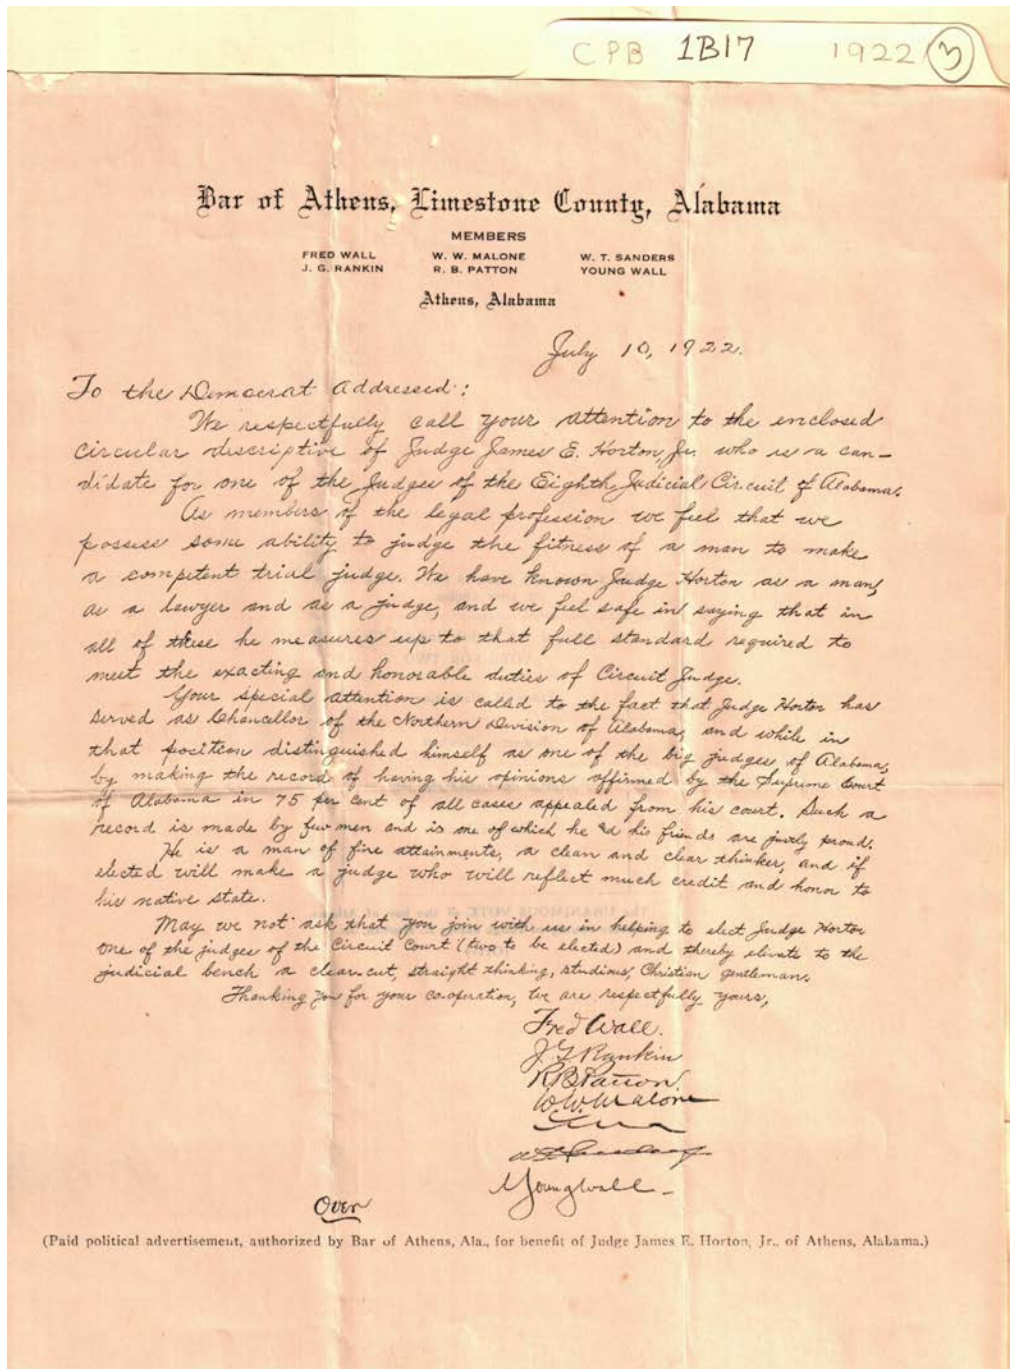 CPB 1B17 1922 3
Bar of Athens, Limestone County, Alabama
MEMBERS
FRED WALL W. W. MALONE W. T. SANDERS
J. G. RANKIN R. B. PATTON YOUNG WALL
Athens, Alabama
July 10, 1922.
To the Democrat Addressed:
We respectfully call your attention to the enclosed
circular descriptive of Judge James E. Horton, Jr. who is a can-
didate for one of the Judges of the Eighth Judicial Circuit of Alabama.
As members of the legal profession we feel that we
possess some ability to judge the fitness of a man to make
a competent trial judge. We have known Judge Horton as a man,
as a lawyer and as a judge, and we feel safe in saying that in
all of these he measures up to that full standard required to
meet the exacting and honorable duties of Circuit Judge.
Your special attention is called to the fact that Judge Horton has
served as Chancellor of the Northern Division of Alabama, and while in
that position distinguished himself as one of the big judges of Alabama,
by making the record of having his opinions affirmed by the Supreme Court
of Alabama in 75 per cent of all cases appealed from his court. Such a
record is made by few men and is one of which he & his friends are justly proud.
He is a man of fine attainments, a clean and clear thinker, and if
elected will make a judge who will reflect much credit and honor to
his native state.
May we not ask that you join with us in helping to elect Judge Horton
one of the judges of the Circuit Court (two to be elected) and thereby elevate to the
judicial bench a clear-cut, straight thinking, studious, Christian gentleman.
Thanking you for your co-operation, we are respectfully yours,
Fred Wall.
J. G. Rankin
R B Patton.
W. W. Malone
Young Wall
Over
(Paid political advertisement, authorized by Bar of Athens, Ala., for benefit of Judge James E. Horton, Jr., of Athens, Alabama.)